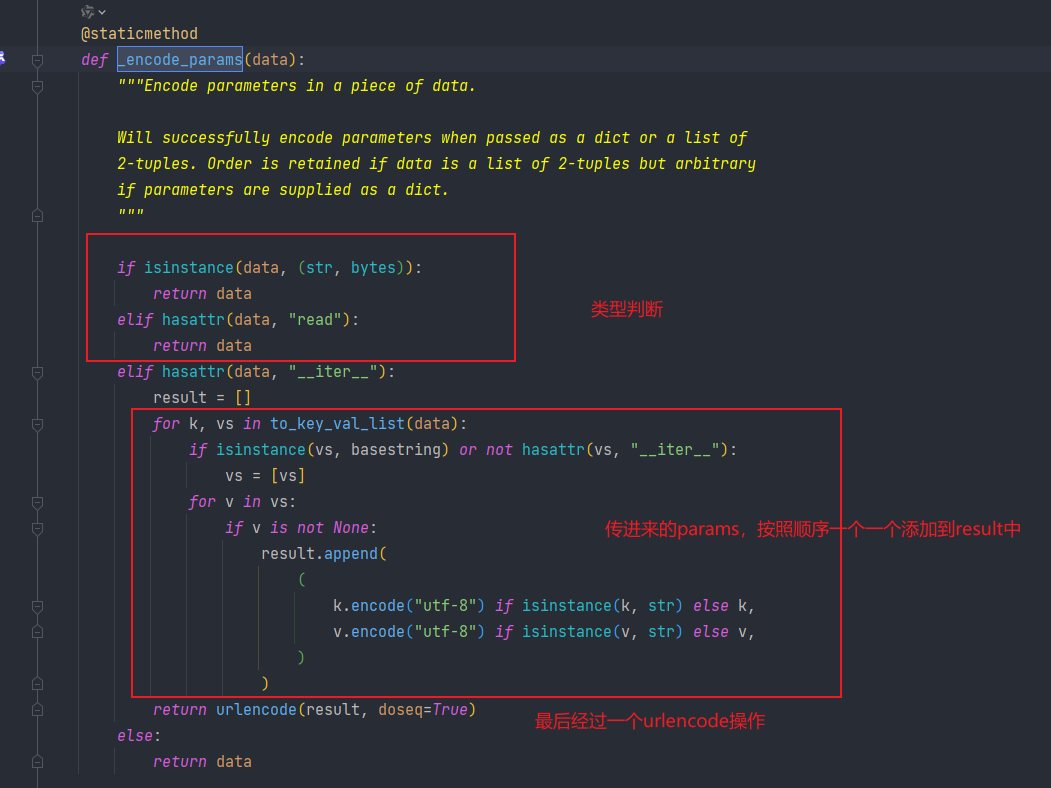 @staticmethod
def _encode_params(data):
"""Encode parameters in a piece of data.
Will successfully encode parameters when passed as a dict or a list of
2-tuples. Order is retained if data is a list of 2-tuples but arbitrary
if parameters are supplied as a dict.
"""
if isinstance(data, (str, bytes)):
return data
类型判断
elif hasattr(data, "read"):
return data
elif hasattr(data, "__iter__"):
result = []
for k, vs in to_key_val_list(data):
if isinstance(vs, basestring) or not hasattr(vs, "__iter__"):
vs = [vs]
for v in vs:
if v is not None:
传进来的params，按照顺序一个一个添加到result中
result.append(
(
k.encode("utf-8") if isinstance(k, str) else k,
v.encode("utf-8") if isinstance(v, str) else v,
)
)
return urlencode(result, doseq=True)
最后经过一个urlencode操作
else:
return data